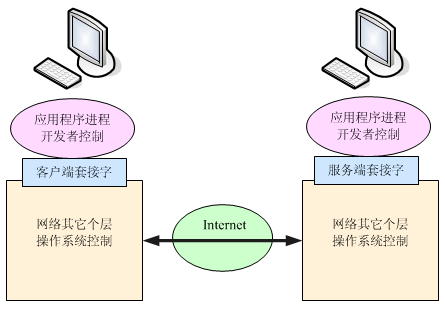 应用程序进程
开发者控制
客户端套接字
网络其它个层
操作系统控制
Internet
应用程序进程
开发者控制
服务端套接字
网络其它个层
操作系统控制